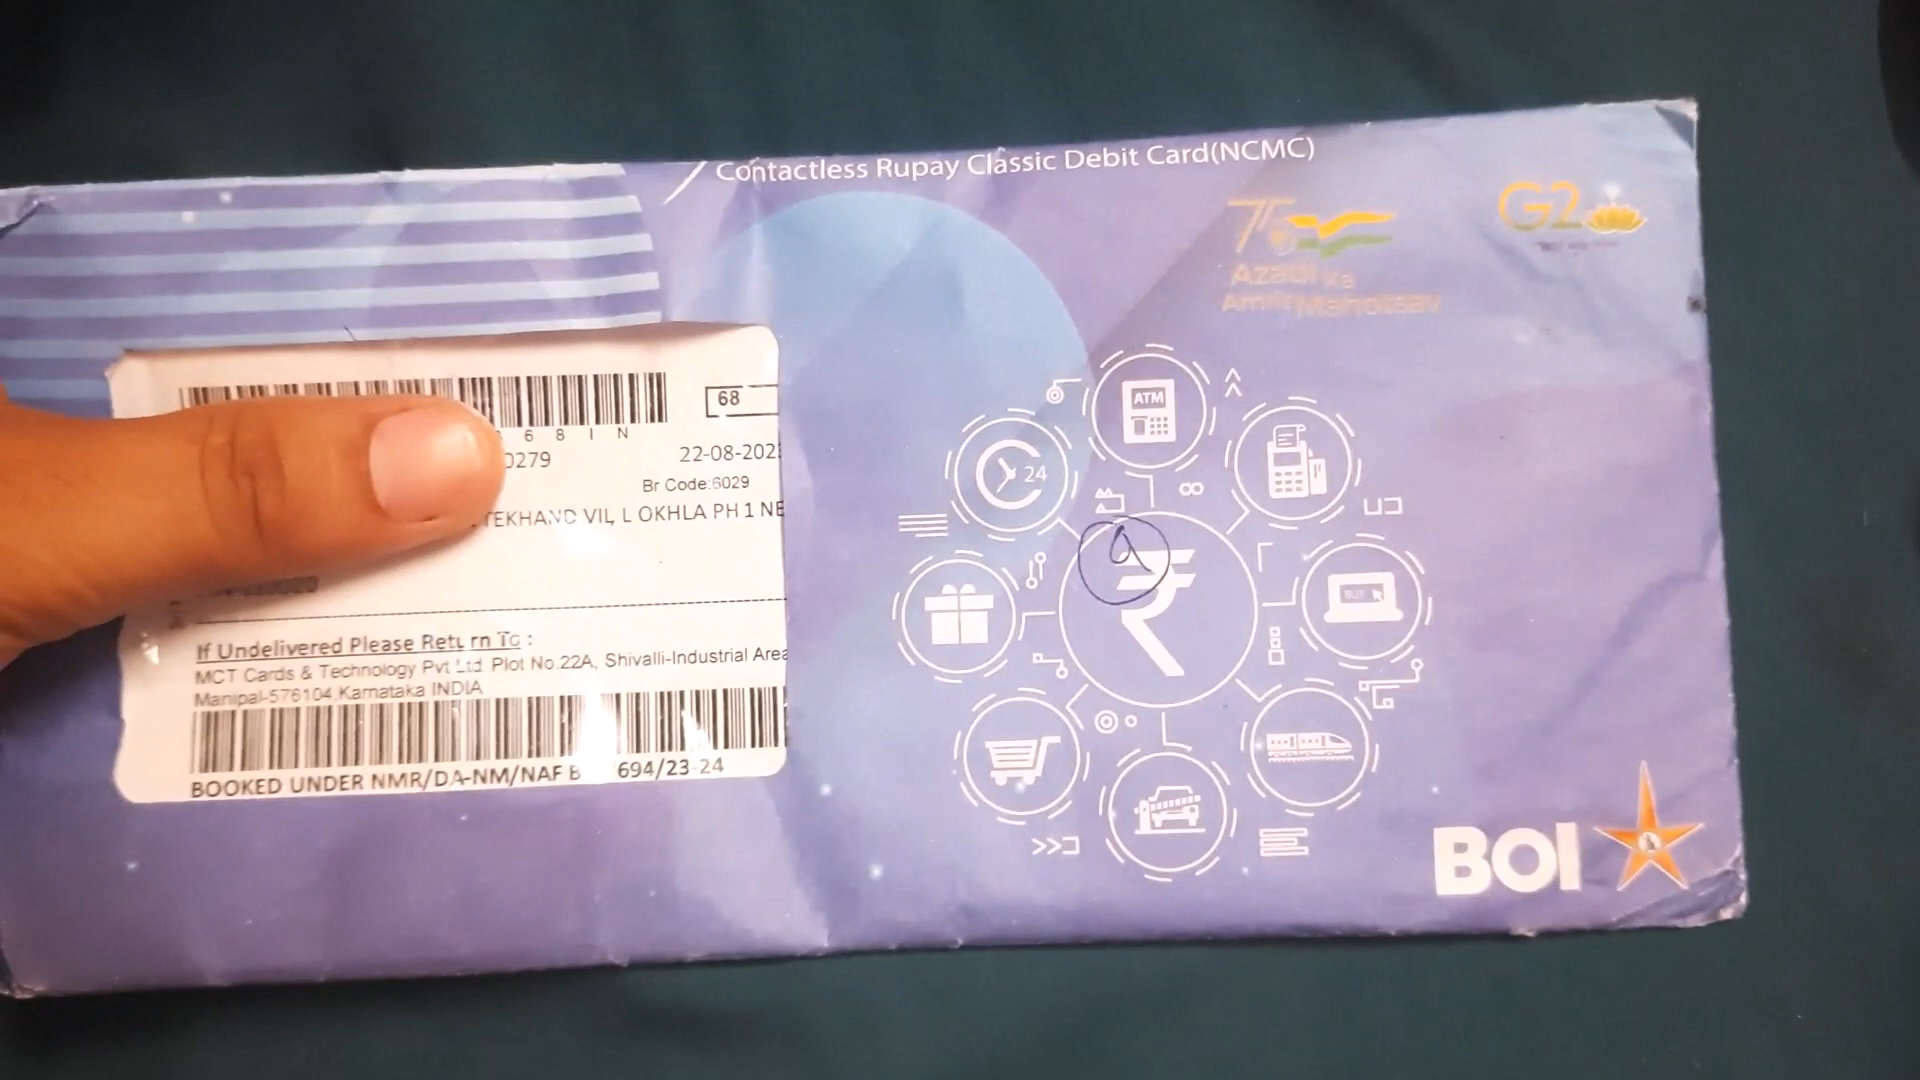 Contactless Rupay Classic Debit Card(NCMC)
75
Azadi Ka
Amrit Mahotsav
G2
68
6 8 I N
0279
22-08-202
Br Code:6029
TEKHAND VIL L OKHLA PH 1 NE
If Undelivered Please Return To :
MCT Cards & Technology Pvt Ltd Plot No.22A, Shivalli-Industrial Area
Manipal-576104,Karnataka INDIA
BOOKED UNDER NMR/DA-NM/NAF B 694/23-24
ATM
24
BUY
₹
BOI